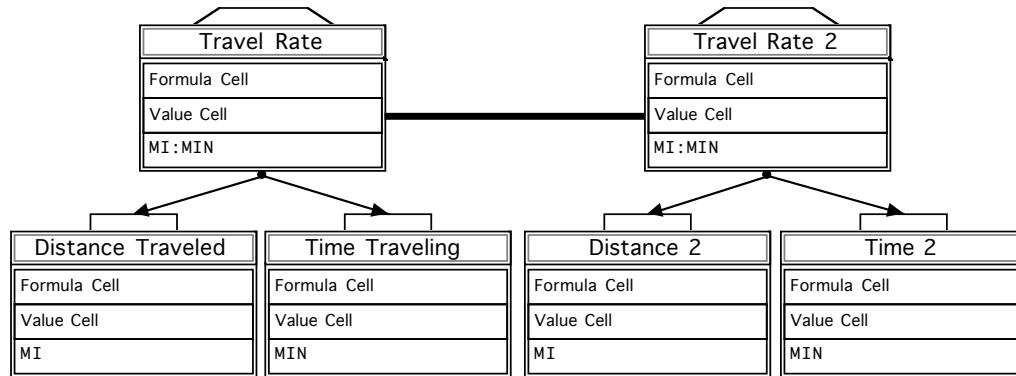 Travel Rate
Formula Cell
Value Cell
MI:MIN
Travel Rate 2
Formula Cell
Value Cell
MI:MIN
Distance Traveled
Formula Cell
Value Cell
MI
Time Traveling
Formula Cell
Value Cell
MIN
Distance 2
Formula Cell
Value Cell
MI
Time 2
Formula Cell
Value Cell
MIN